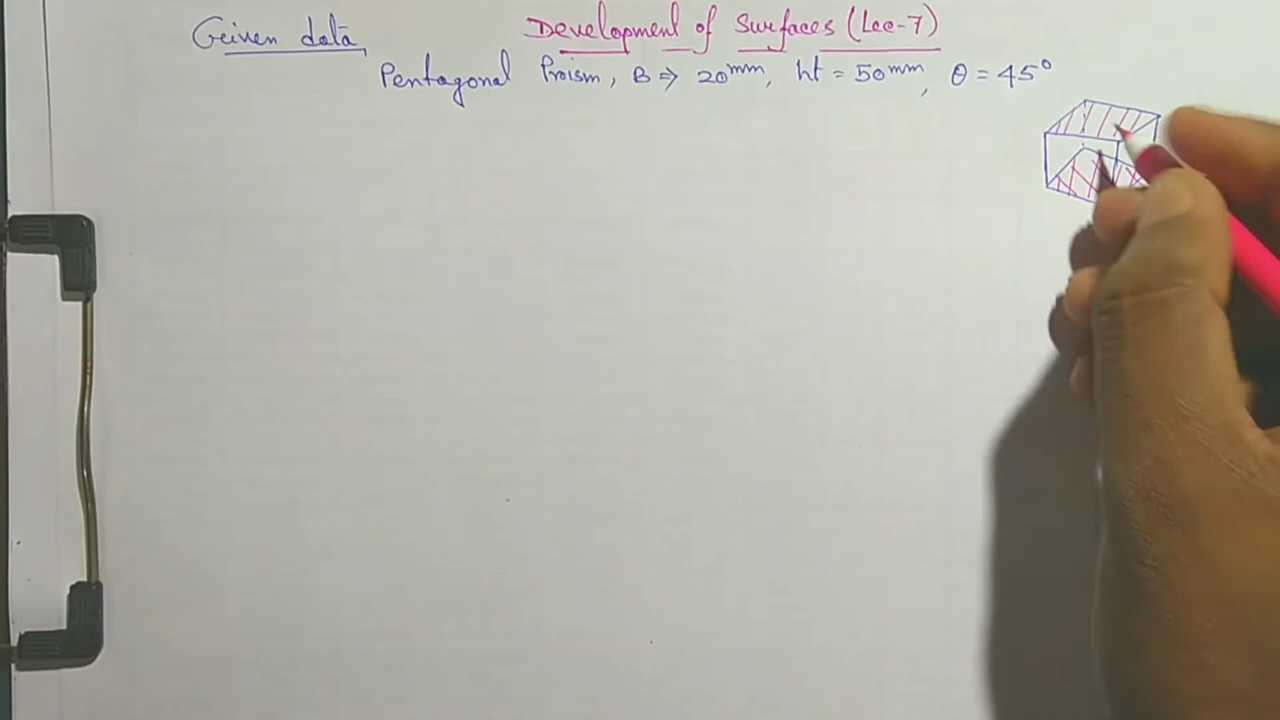 Given data
Development of Surfaces (Lec-7)
Pentagonal Prism, B ⇒ 20mm, ht = 50mm, θ = 45°